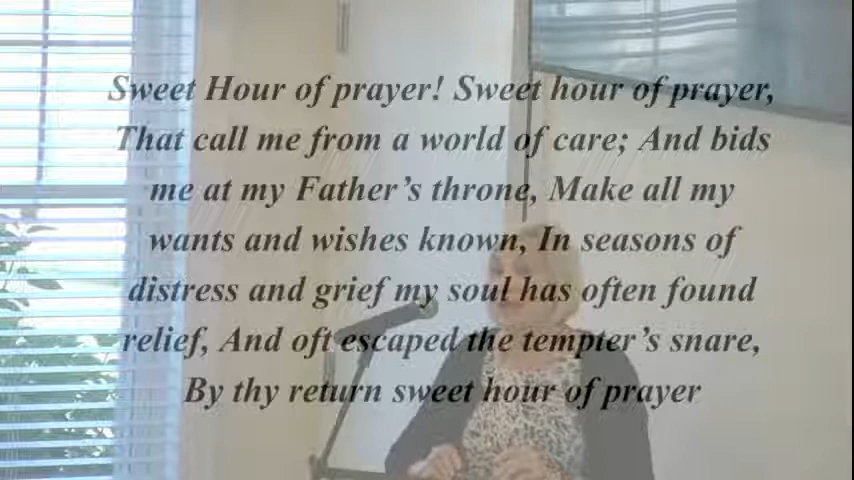 Sweet Hour of prayer! Sweet hour of prayer,
That call me from a world of care; And bids
me at my Father's throne, Make all my
wants and wishes known, In seasons of
distress and grief my soul has often found
relief, And oft escaped the tempter's snare,
By thy return sweet hour of prayer